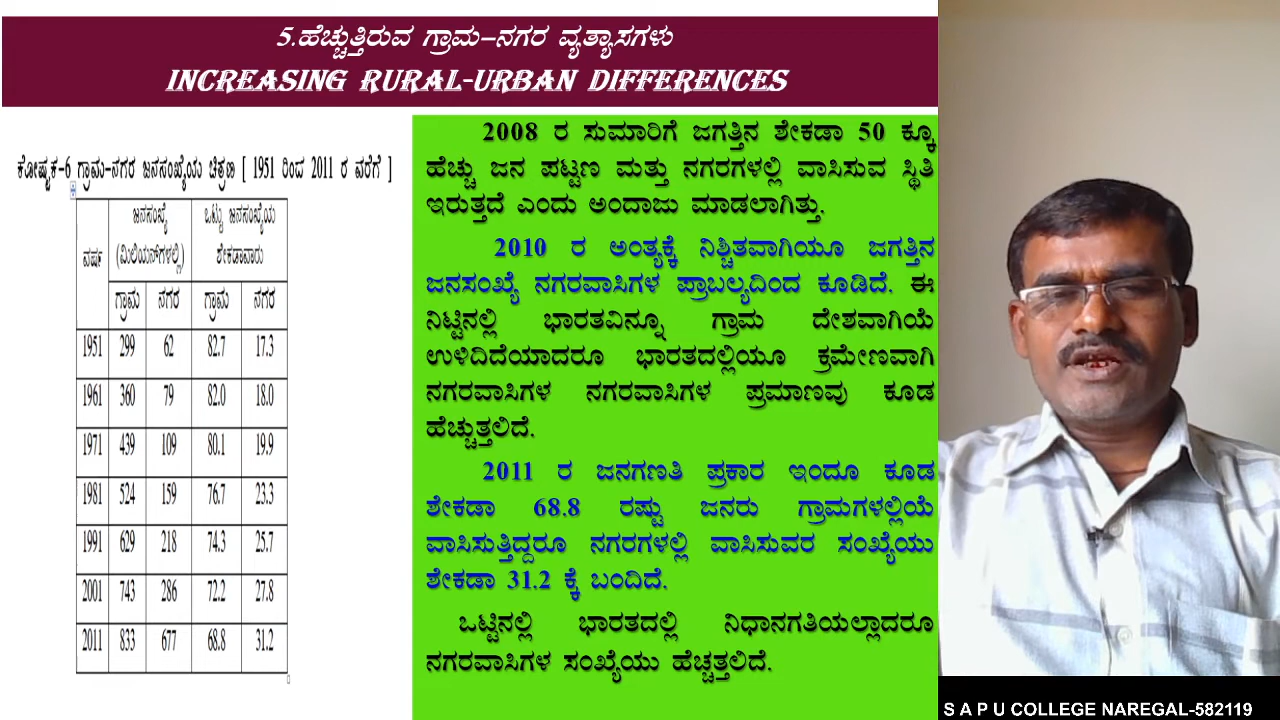 5.ಹೆಚ್ಚುತ್ತಿರುವ ಗ್ರಾಮ–ನಗರ ವ್ಯತ್ಯಾಸಗಳು
INCREASING RURAL-URBAN DIFFERENCES
ಕೋಷ್ಟಕ-6 ಗ್ರಾಮ-ನಗರ ಜನಸಂಖ್ಯೆಯ ಚಿತ್ರಣ [ 1951 ರಿಂದ 2011 ರ ವರೆಗೆ ]
ವರ್ಷ ಜನಸಂಖ್ಯೆ (ಮಿಲಿಯನ್‌ಗಳಲ್ಲಿ) ಒಟ್ಟು ಜನಸಂಖ್ಯೆಯ ಶೇಕಡಾವಾರು
ಗ್ರಾಮ ನಗರ ಗ್ರಾಮ ನಗರ
1951 299 62 82.7 17.3
1961 360 79 82.0 18.0
1971 439 109 80.1 19.9
1981 524 159 76.7 23.3
1991 629 218 74.3 25.7
2001 743 286 72.2 27.8
2011 833 677 68.8 31.2
2008 ರ ಸುಮಾರಿಗೆ ಜಗತ್ತಿನ ಶೇಕಡಾ 50 ಕ್ಕೂ
ಹೆಚ್ಚು ಜನ ಪಟ್ಟಣ ಮತ್ತು ನಗರಗಳಲ್ಲಿ ವಾಸಿಸುವ ಸ್ಥಿತಿ
ಇರುತ್ತದೆ ಎಂದು ಅಂದಾಜು ಮಾಡಲಾಗಿತ್ತು.
2010 ರ ಅಂತ್ಯಕ್ಕೆ ನಿಶ್ಚಿತವಾಗಿಯೂ ಜಗತ್ತಿನ
ಜನಸಂಖ್ಯೆ ನಗರವಾಸಿಗಳ ಪ್ರಾಬಲ್ಯದಿಂದ ಕೂಡಿದೆ. ಈ
ನಿಟ್ಟಿನಲ್ಲಿ ಭಾರತವಿನ್ನೂ ಗ್ರಾಮ ದೇಶವಾಗಿಯೆ
ಉಳಿದಿದೆಯಾದರೂ ಭಾರತದಲ್ಲಿಯೂ ಕ್ರಮೇಣವಾಗಿ
ನಗರವಾಸಿಗಳ ನಗರವಾಸಿಗಳ ಪ್ರಮಾಣವು ಕೂಡ
ಹೆಚ್ಚುತ್ತಲಿದೆ.
2011 ರ ಜನಗಣತಿ ಪ್ರಕಾರ ಇಂದೂ ಕೂಡ
ಶೇಕಡಾ 68.8 ರಷ್ಟು ಜನರು ಗ್ರಾಮಗಳಲ್ಲಿಯೆ
ವಾಸಿಸುತ್ತಿದ್ದರೂ ನಗರಗಳಲ್ಲಿ ವಾಸಿಸುವರ ಸಂಖ್ಯೆಯು
ಶೇಕಡಾ 31.2 ಕ್ಕೆ ಬಂದಿದೆ.
ಒಟ್ಟಿನಲ್ಲಿ ಭಾರತದಲ್ಲಿ ನಿಧಾನಗತಿಯಲ್ಲಾದರೂ
ನಗರವಾಸಿಗಳ ಸಂಖ್ಯೆಯು ಹೆಚ್ಚತ್ತಲಿದೆ.
S A P U COLLEGE NAREGAL-582119